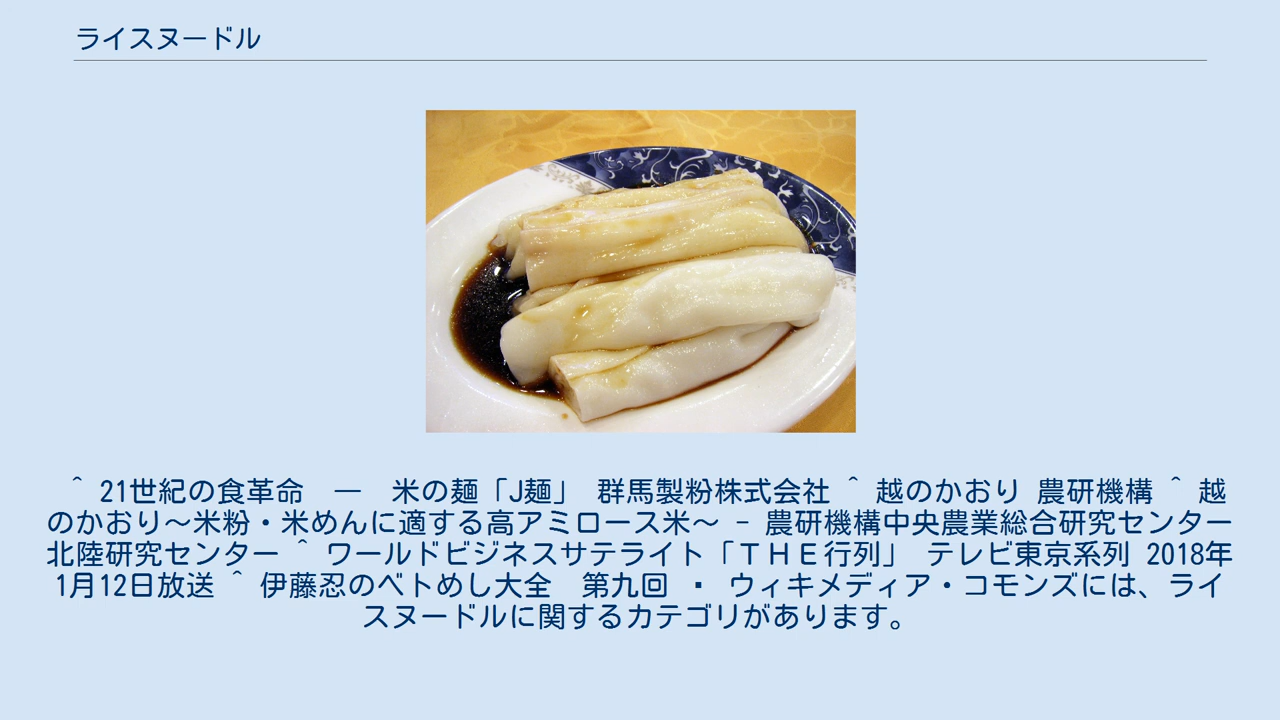 ライスヌードル
^ 21世紀の食革命　―　米の麺「J麺」 群馬製粉株式会社 ^ 越のかおり 農研機構 ^ 越
のかおり～米粉・米めんに適する高アミロース米～ - 農研機構中央農業総合研究センター
北陸研究センター ^ ワールドビジネスサテライト「ＴＨＥ行列」 テレビ東京系列 2018年
1月12日放送 ^ 伊藤忍のベトめし大全　第九回 ▪ ウィキメディア・コモンズには、ライ
スヌードルに関するカテゴリがあります。